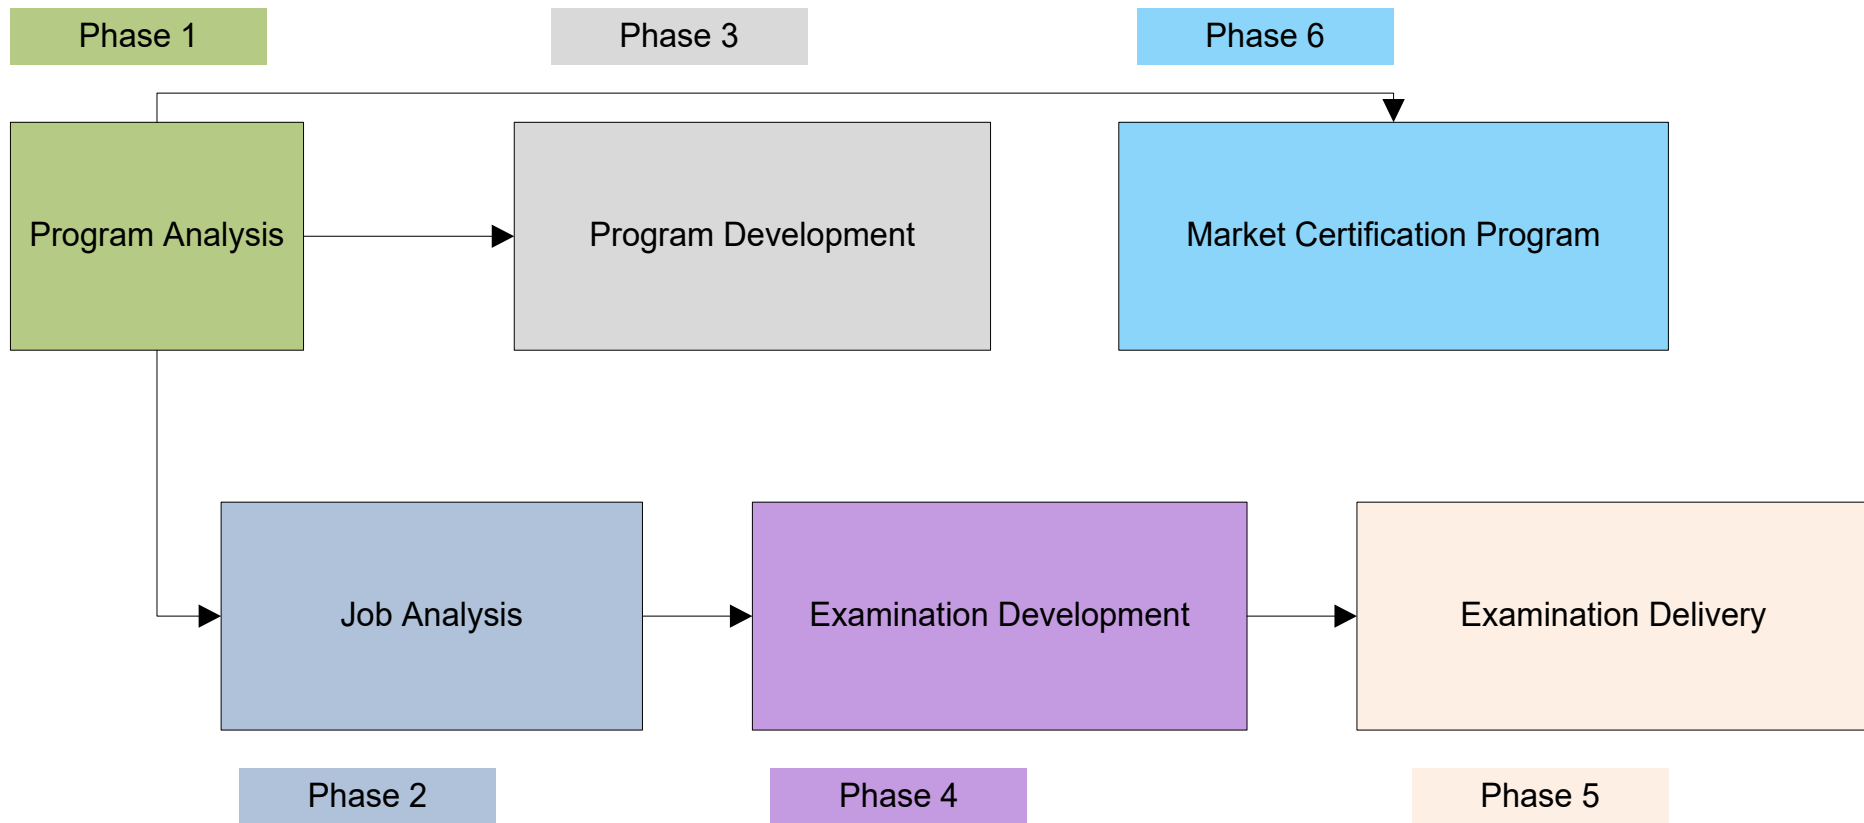 Phase 1
Phase 3
Phase 6
Program Analysis
Program Development
Market Certification Program
Job Analysis
Examination Development
Examination Delivery
Phase 2
Phase 4
Phase 5